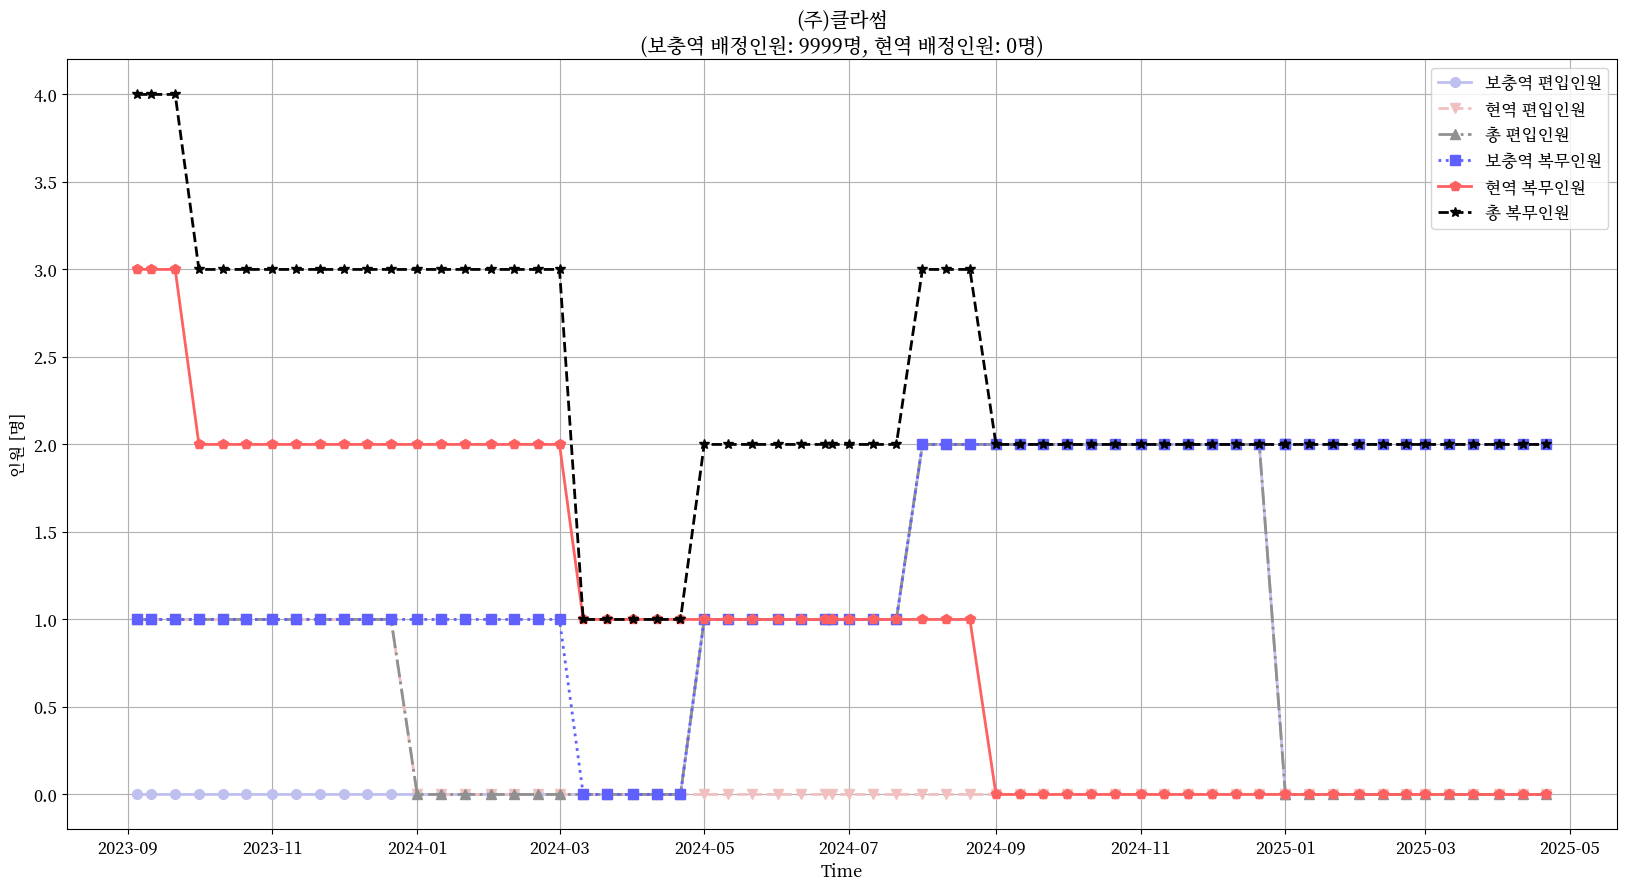 (주)클라썸
(보충역 배정인원: 9999명, 현역 배정인원: 0명)
보충역 편입인원
현역 편입인원
총 편입인원
보충역 복무인원
현역 복무인원
총 복무인원
인원 [명]
4.0
3.5
3.0
2.5
2.0
1.5
1.0
0.5
0.0
2023-09 2023-11 2024-01 2024-03 2024-05 2024-07 2024-09 2024-11 2025-01 2025-03 2025-05
Time